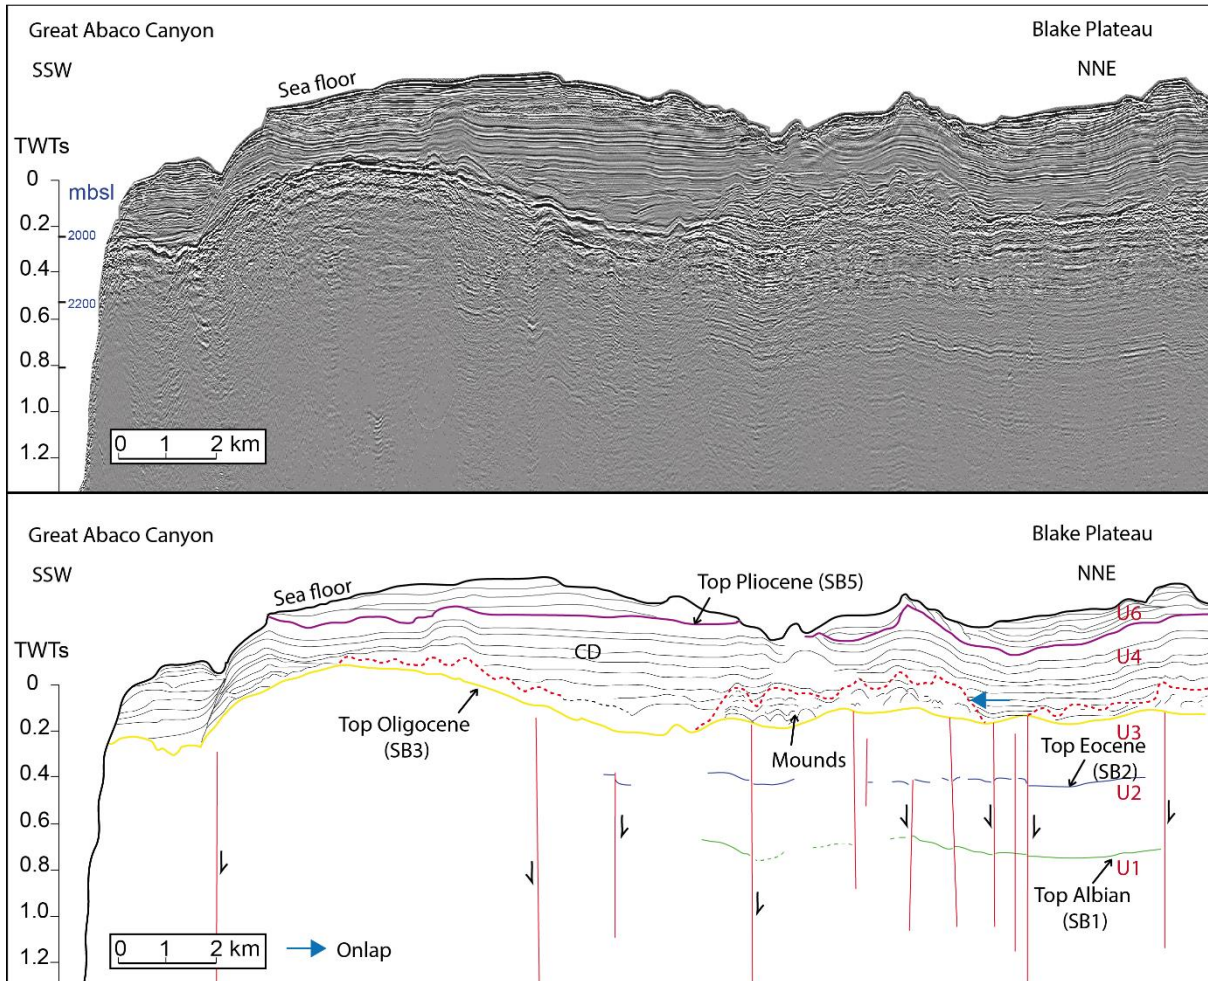 Great Abaco Canyon
Blake Plateau
SSW
NNE
Sea floor
TWTs
0
mbsl
0.2
2000
0.4
2200
0.6
0.8
1.0
0 1 2 km
1.2
Great Abaco Canyon
Blake Plateau
SSW
NNE
Sea floor
Top Pliocene (SB5)
U6
TWTs
CD
U4
0
Top Oligocene
(SB3)
0.2
Mounds
U3
Top Eocene
(SB2)
0.4
U2
0.6
0.8
U1
Top Albian
(SB1)
1.0
0 1 2 km
Onlap
1.2